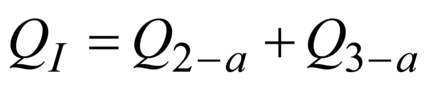 $Q_I = Q_{2-a} + Q_{3-a}$